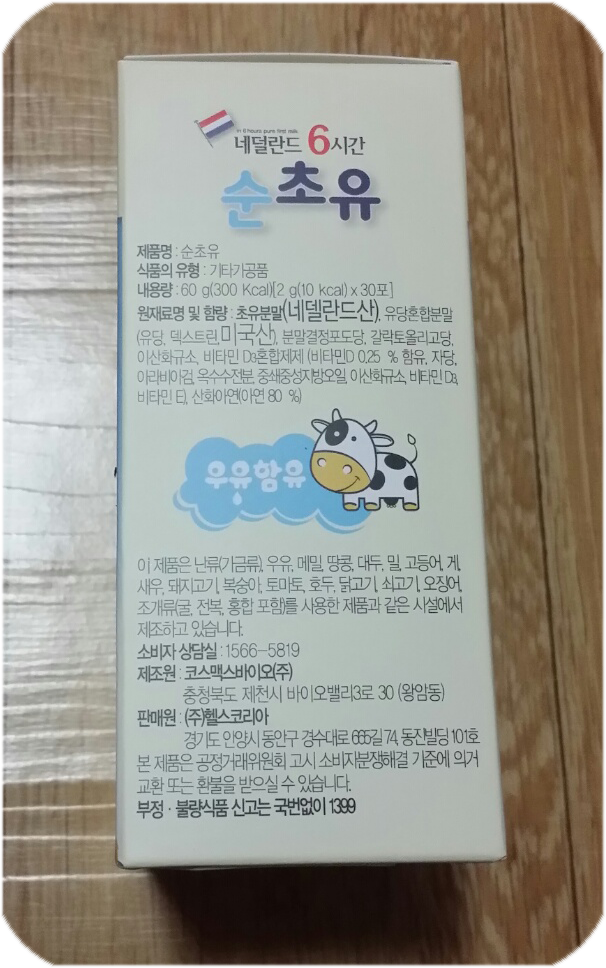 in 6 hours pure first milk
네덜란드 6시간
순초유
제품명 : 순초유
식품의 유형 : 기타가공품
내용량 : 60 g(300 Kcal)[2 g(10 kcal) x 30포]
원재료명 및 함량 : 초유분말(네델란드산), 유당혼합분말
(유당, 덱스트린미국산), 분말결정포도당, 갈락토올리고당,
이산화규소, 비타민 D3혼합제제 (비타민D 0.25 % 함유, 자당,
아라비아검, 옥수수전분, 중쇄중성지방오일, 이산화규소, 비타민 D3,
비타민 E), 산화아연(아연 80 %)
우유함유
이 제품은 난류(가금류), 우유, 메밀, 땅콩, 대두, 밀, 고등어, 게,
새우, 돼지고기, 복숭아, 토마토, 호두, 닭고기, 쇠고기, 오징어,
조개류(굴, 전복, 홍합 포함)를 사용한 제품과 같은 시설에서
제조하고 있습니다.
소비자 상담실 : 1566-5819
제조원 : 코스맥스바이오(주)
충청북도 제천시 바이오밸리3로 30 (왕암동)
판매원 : (주)헬스코리아
경기도 안양시 동안구 경수대로 665길 74, 동진빌딩 101호
본 제품은 공정거래위원회 고시 소비자분쟁해결 기준에 의거
교환 또는 환불을 받으실 수 있습니다.
부정 · 불량식품 신고는 국번없이 1399